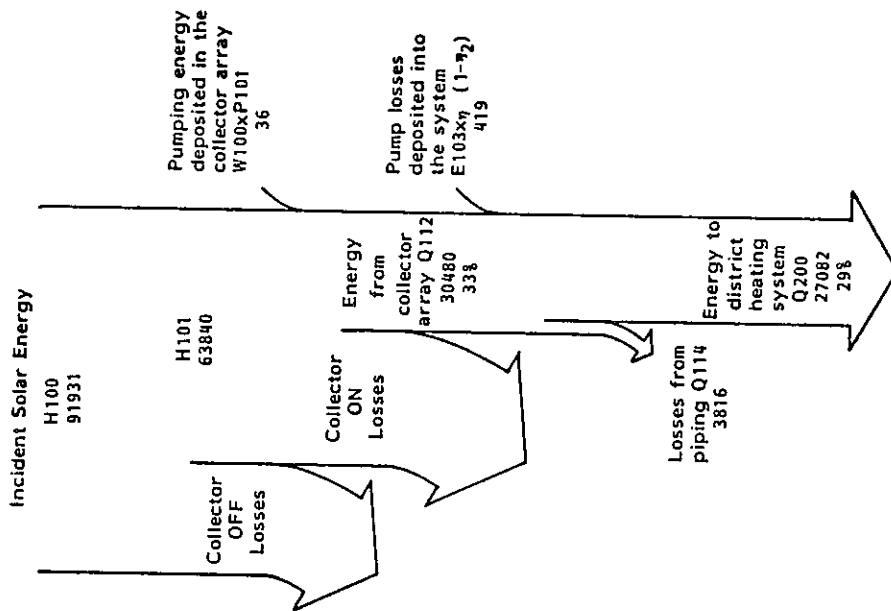 Incident Solar Energy
H100
91931
Pumping energy
deposited in the
collector array
W100xP101
36
H101
63840
Collector
OFF
Losses
Energy
from
collector
array Q112
30480
33%
Pump losses
deposited into
the system
E103xη (1-η2)
419
Collector
ON
Losses
Losses from
piping Q114
3816
Energy to
district
heating
system
Q200
27082
29%